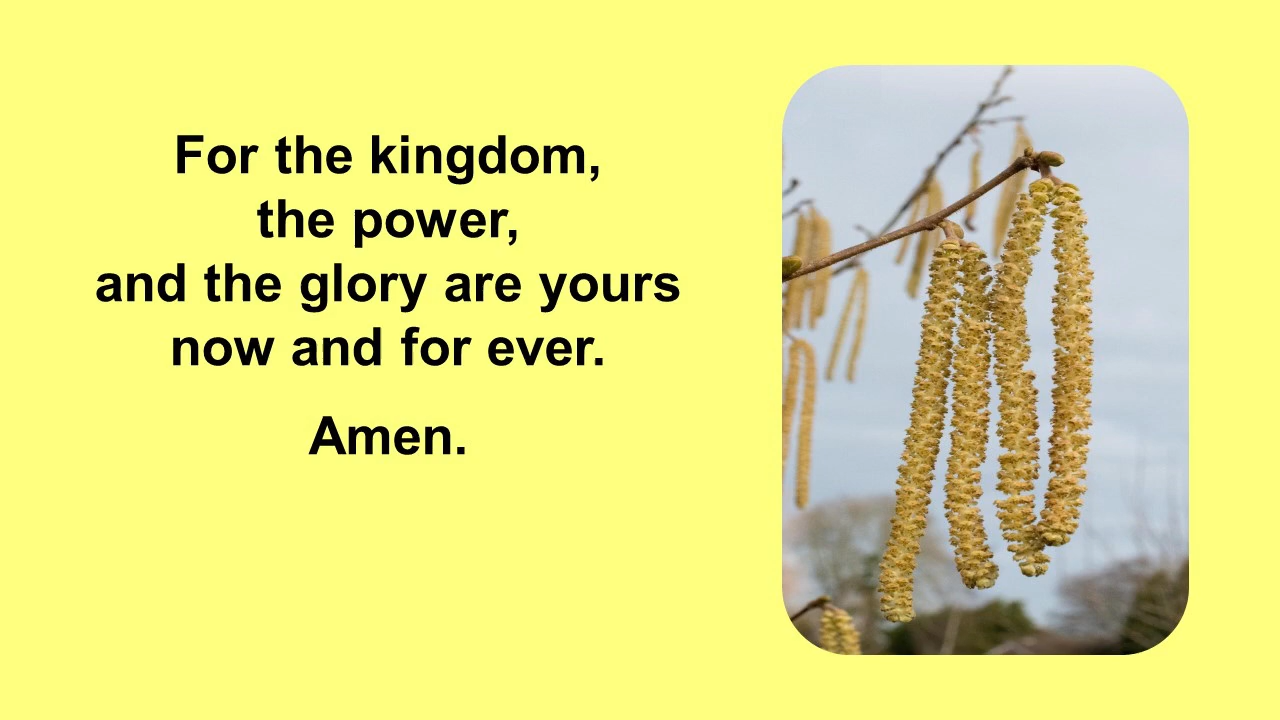 For the kingdom,
the power,
and the glory are yours
now and for ever.
Amen.